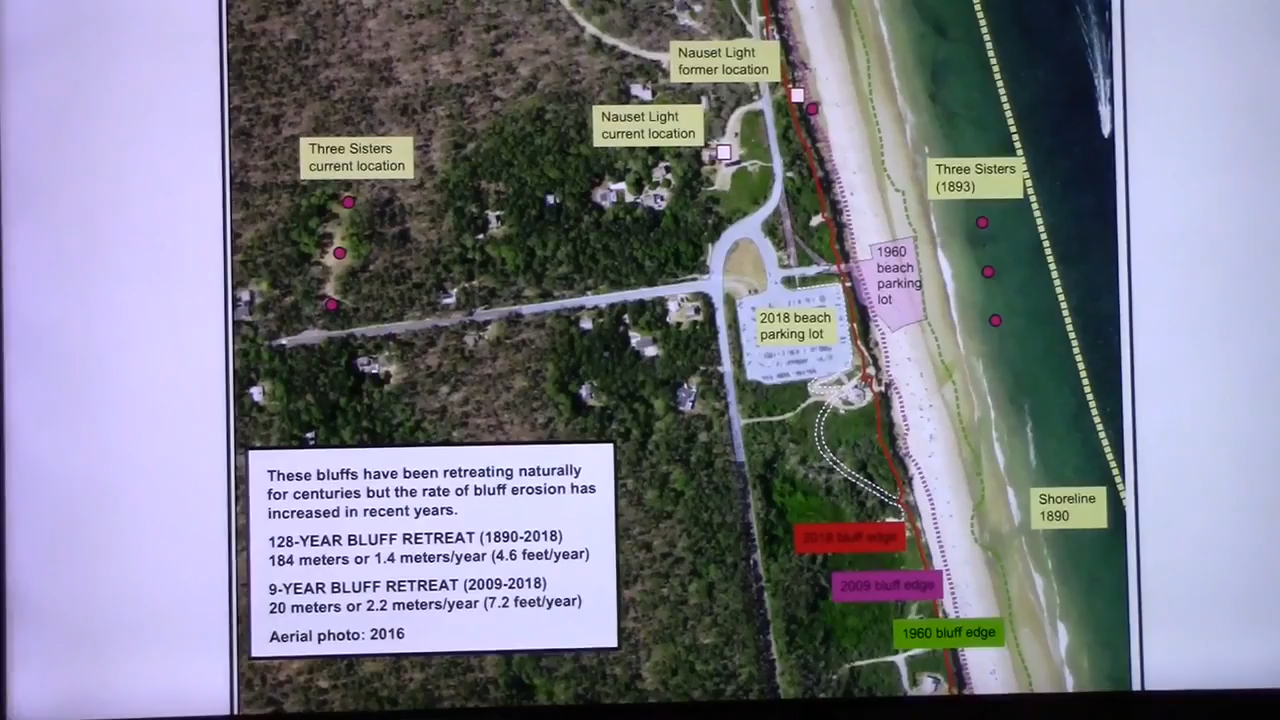 Nauset Light
former location
Nauset Light
current location
Three Sisters
current location
Three Sisters
(1893)
1960
beach
parking
lot
2018 beach
parking lot
Shoreline
1890
2018 bluff edge
2009 bluff edge
1960 bluff edge
These bluffs have been retreating naturally
for centuries but the rate of bluff erosion has
increased in recent years.
128-YEAR BLUFF RETREAT (1890-2018)
184 meters or 1.4 meters/year (4.6 feet/year)
9-YEAR BLUFF RETREAT (2009-2018)
20 meters or 2.2 meters/year (7.2 feet/year)
Aerial photo: 2016